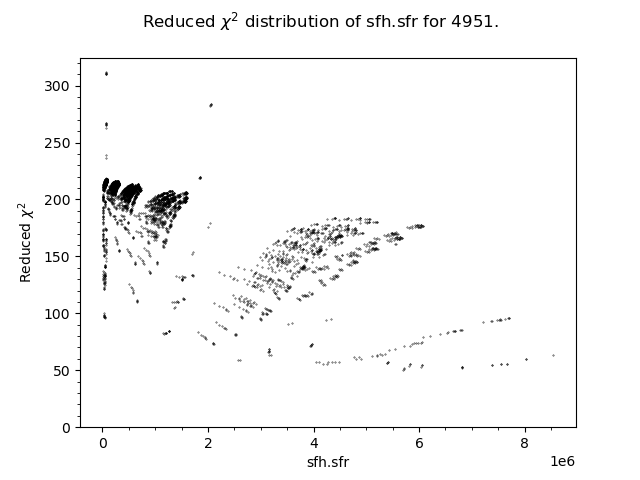 Reduced χ² distribution of sfh.sfr for 4951.
300
250
200
150
100
50
0
Reduced χ²
0 2 4 6 8
sfh.sfr
1e6